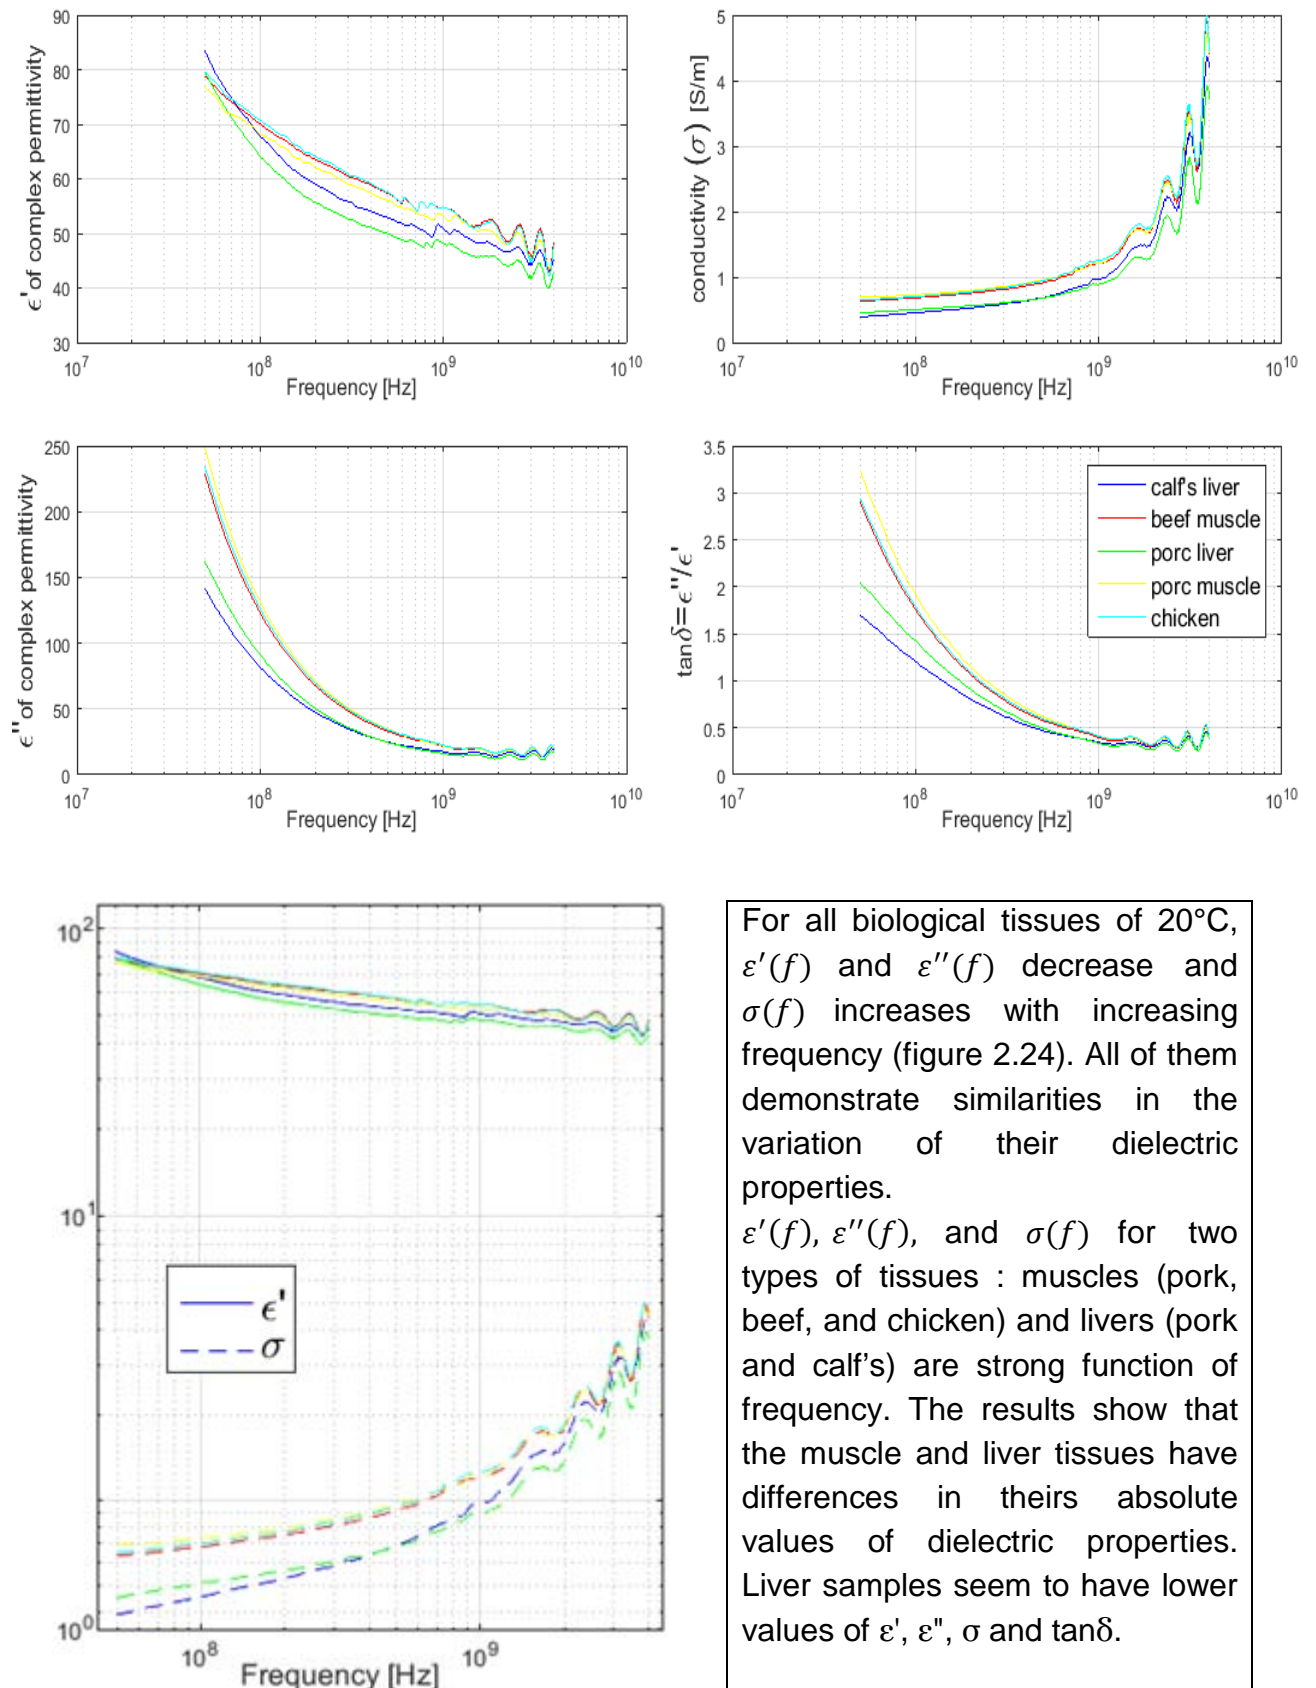 90
80
70
60
50
40
30
10^7
10^8
10^9
10^10
Frequency [Hz]
ϵ' of complex permittivity
5
4
3
2
1
0
10^7
10^8
10^9
10^10
Frequency [Hz]
conductivity (σ) [S/m]
250
200
150
100
50
0
10^7
10^8
10^9
10^10
Frequency [Hz]
ϵ'' of complex permittivity
3.5
3
2.5
2
1.5
1
0.5
0
10^7
10^8
10^9
10^10
Frequency [Hz]
tanδ=ϵ''/ϵ'
calf's liver
beef muscle
porc liver
porc muscle
chicken
10^2
10^1
10^0
10^8
10^9
Frequency [Hz]
ϵ'
σ
For all biological tissues of 20°C,
ε′(f) and ε′′(f) decrease and
σ(f) increases with increasing
frequency (figure 2.24). All of them
demonstrate similarities in the
variation of their dielectric
properties.
ε′(f), ε′′(f), and σ(f) for two
types of tissues : muscles (pork,
beef, and chicken) and livers (pork
and calf's) are strong function of
frequency. The results show that
the muscle and liver tissues have
differences in theirs absolute
values of dielectric properties.
Liver samples seem to have lower
values of ε', ε", σ and tanδ.